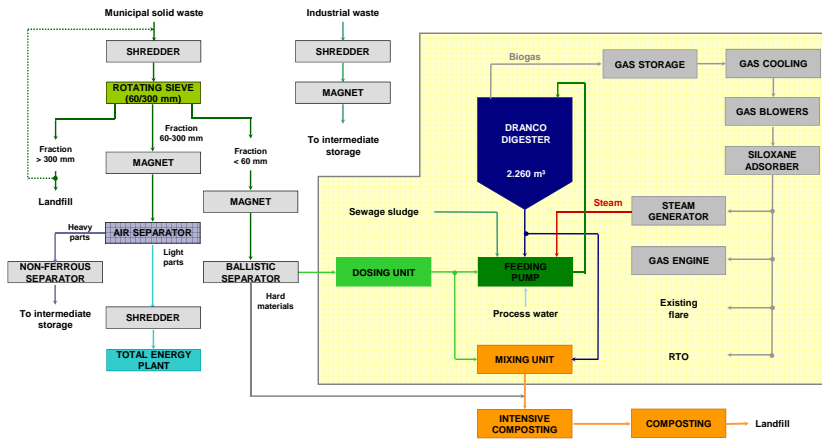 Municipal solid waste
Industrial waste
SHREDDER
SHREDDER
Biogas
GAS STORAGE
GAS COOLING
ROTATING SIEVE
(60/300 mm)
MAGNET
GAS BLOWERS
Fraction
> 300 mm
Fraction
60-300 mm
Fraction
< 60 mm
To intermediate
storage
DRANCO
DIGESTER
2.260 m³
SILOXANE
ADSORBER
MAGNET
Landfill
MAGNET
Sewage sludge
Steam
STEAM
GENERATOR
Heavy
parts
AIR SEPARATOR
Light
parts
NON-FERROUS
SEPARATOR
BALLISTIC
SEPARATOR
DOSING UNIT
FEEDING
PUMP
GAS ENGINE
Hard
materials
To intermediate
storage
SHREDDER
Process water
Existing
flare
TOTAL ENERGY
PLANT
MIXING UNIT
RTO
INTENSIVE
COMPOSTING
COMPOSTING
Landfill